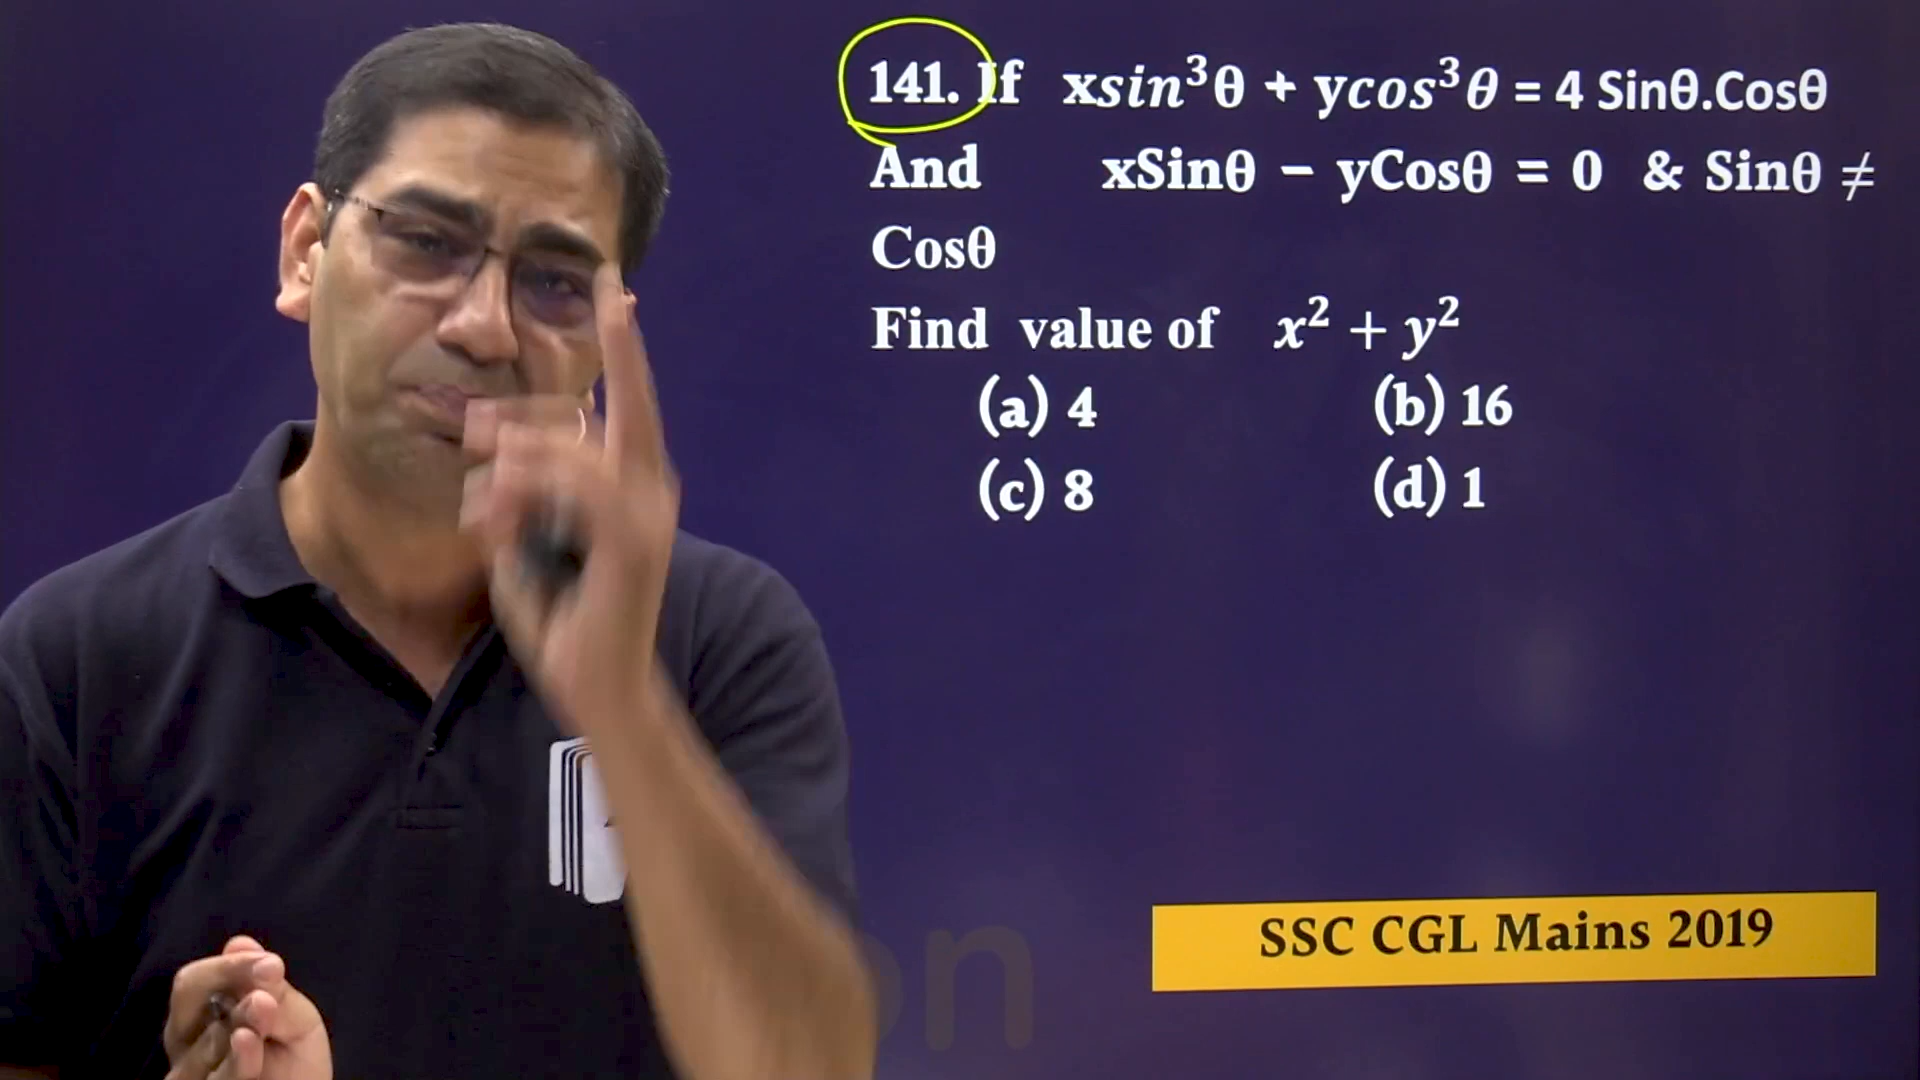 141. If xsin³θ + ycos³θ = 4 Sinθ.Cosθ
And xSinθ − yCosθ = 0 & Sinθ ≠
Cosθ
Find value of x² + y²
(a) 4 (b) 16
(c) 8 (d) 1
SSC CGL Mains 2019